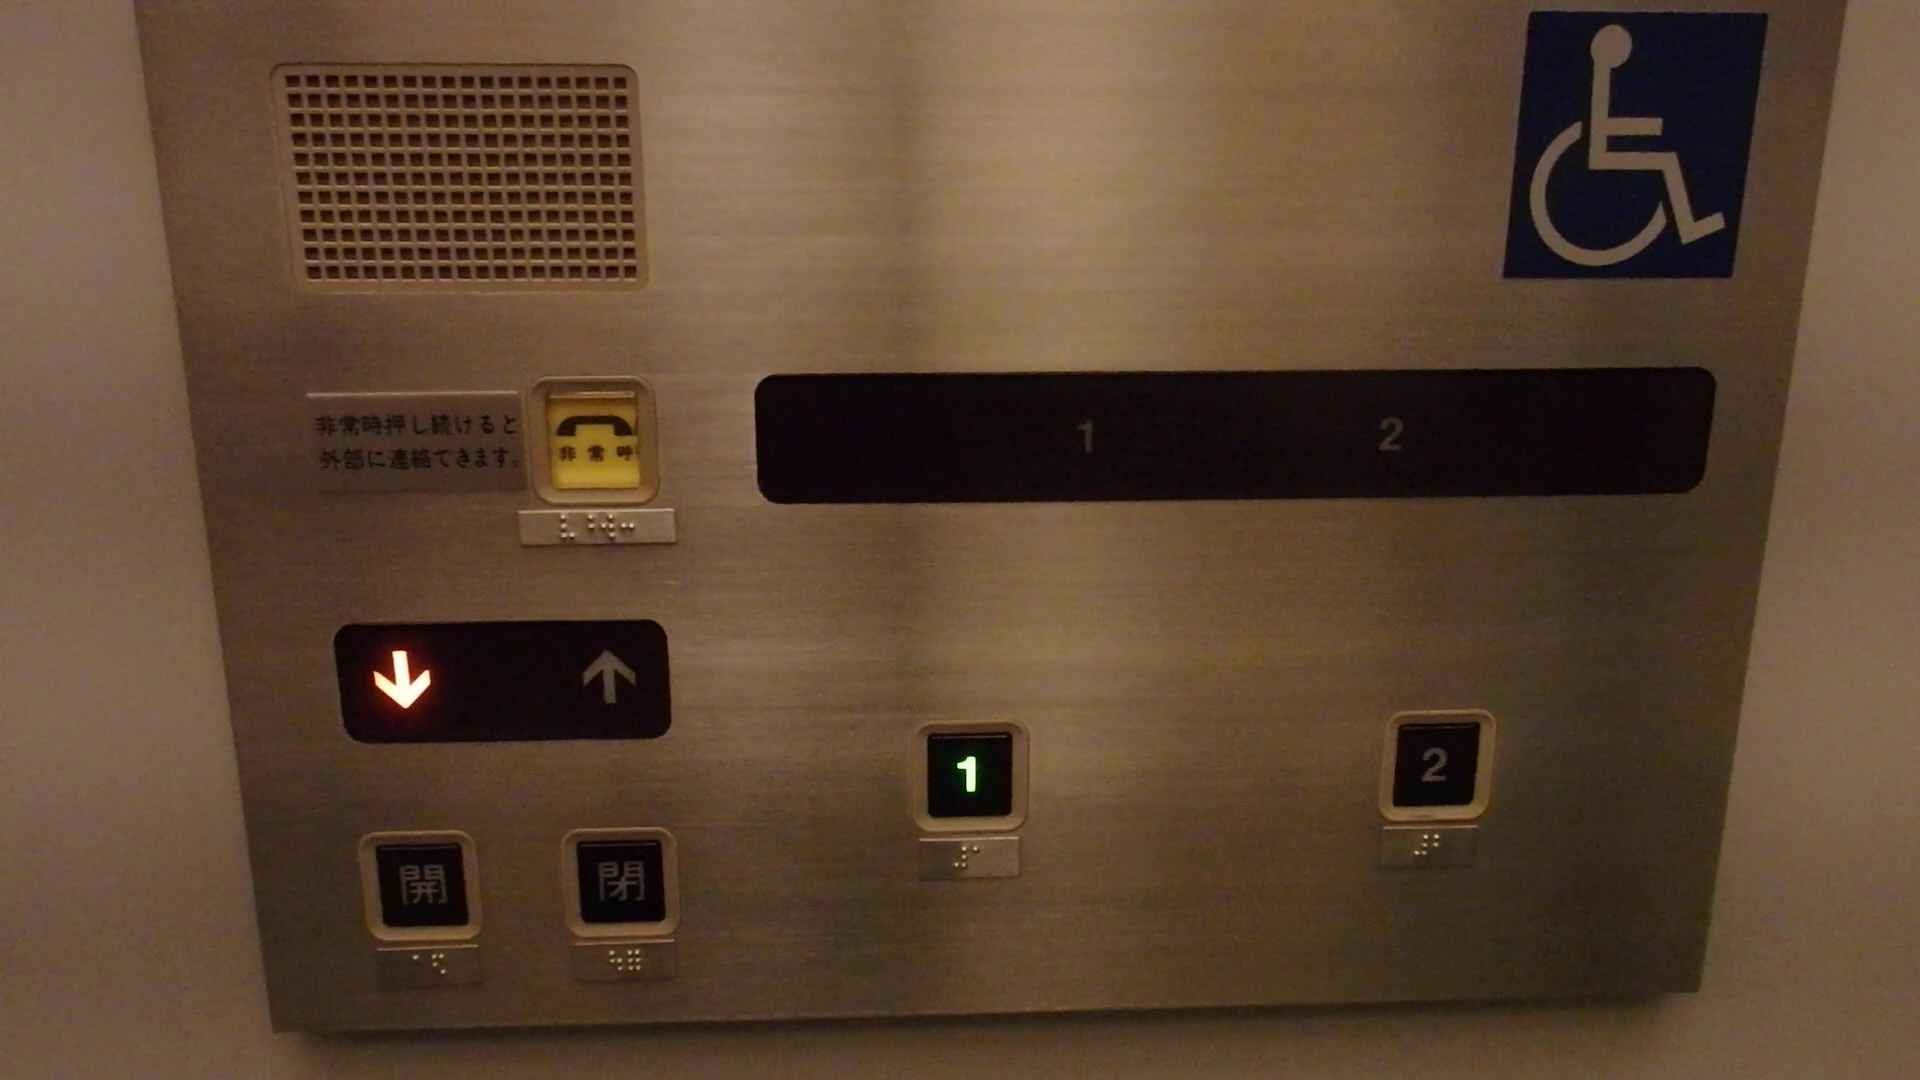 非常時押し続けると
外部に連絡できます。
非常呼
1 2
1
2
開 閉